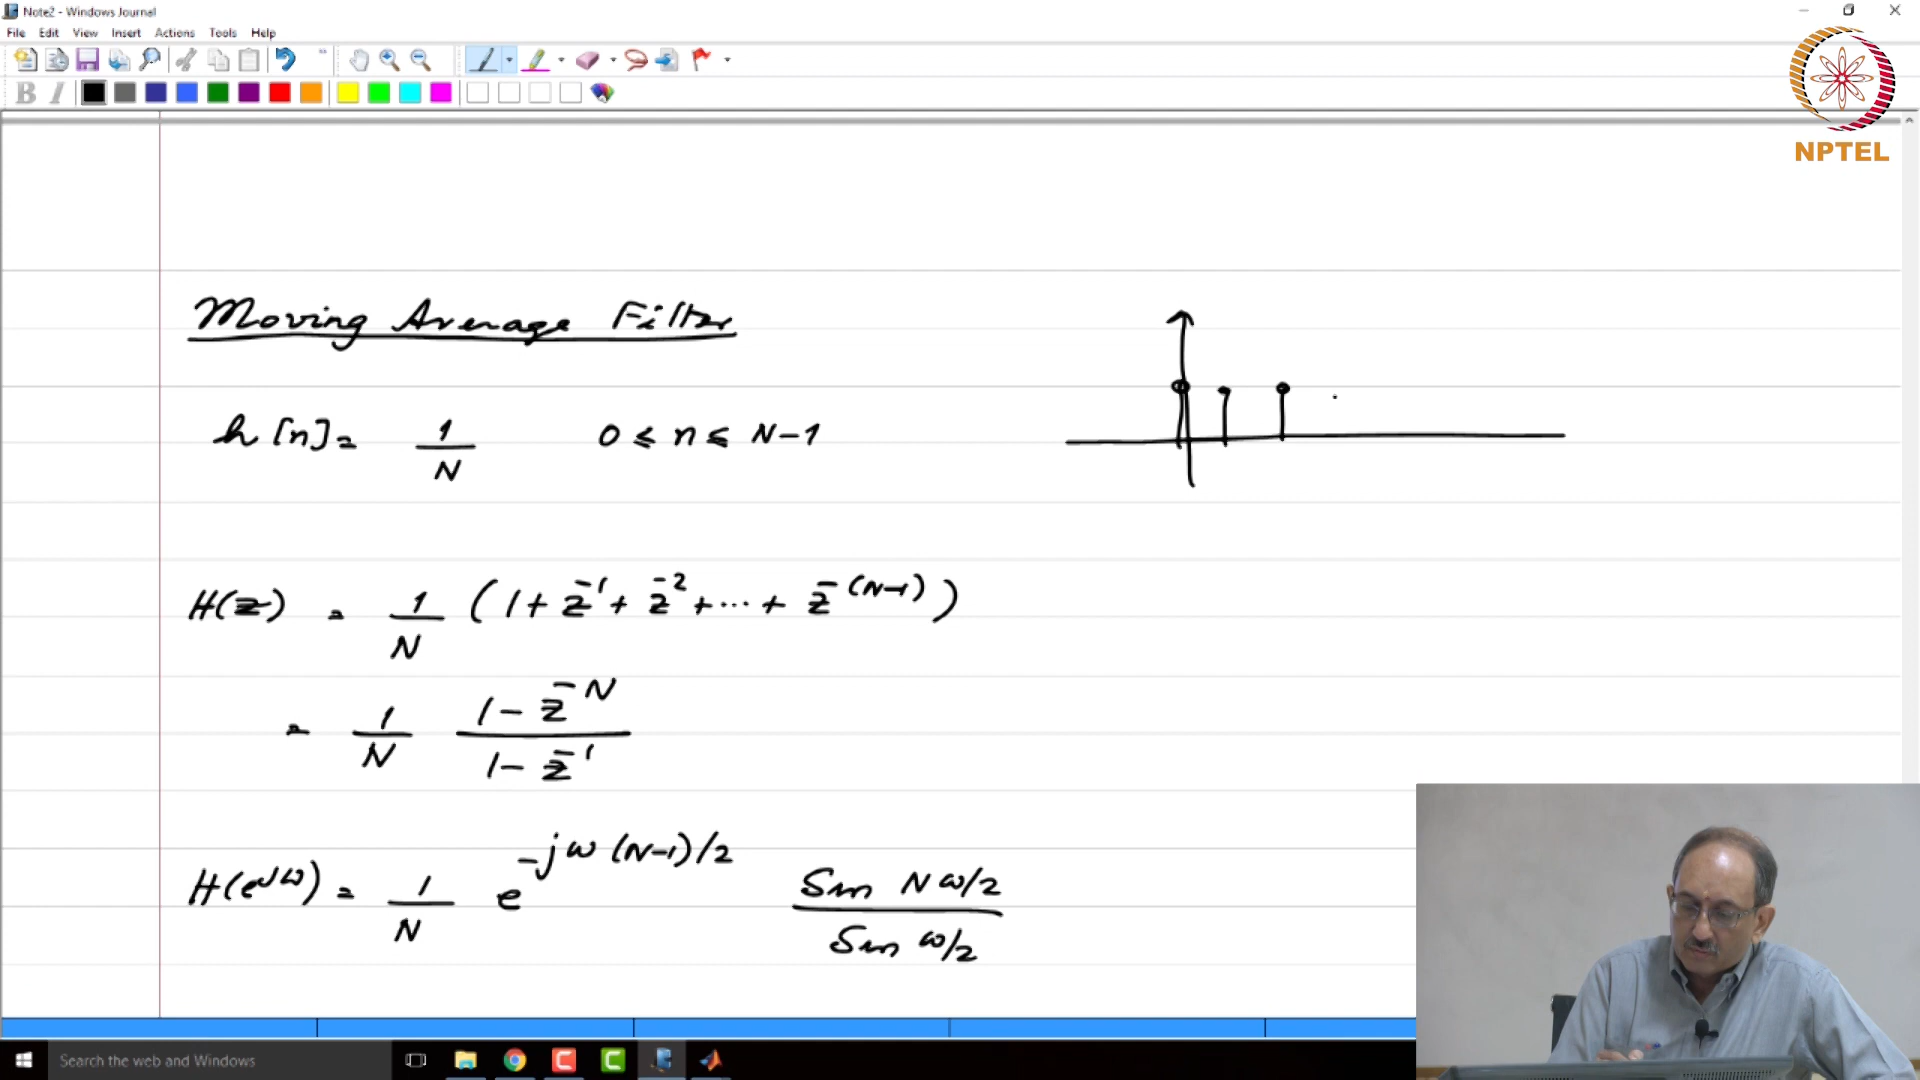 Note2 - Windows Journal
File Edit View Insert Actions Tools Help
B I
NPTEL
Moving Average Filter
h[n] = 1/N 0 ≤ n ≤ N-1
H(z) = 1/N (1 + z^-1 + z^-2 + ... + z^-(N-1))
= 1/N (1 - z^-N)/(1 - z^-1)
H(e^jω) = 1/N e^-jω(N-1)/2 (Sin Nω/2)/(Sin ω/2)
Search the web and Windows